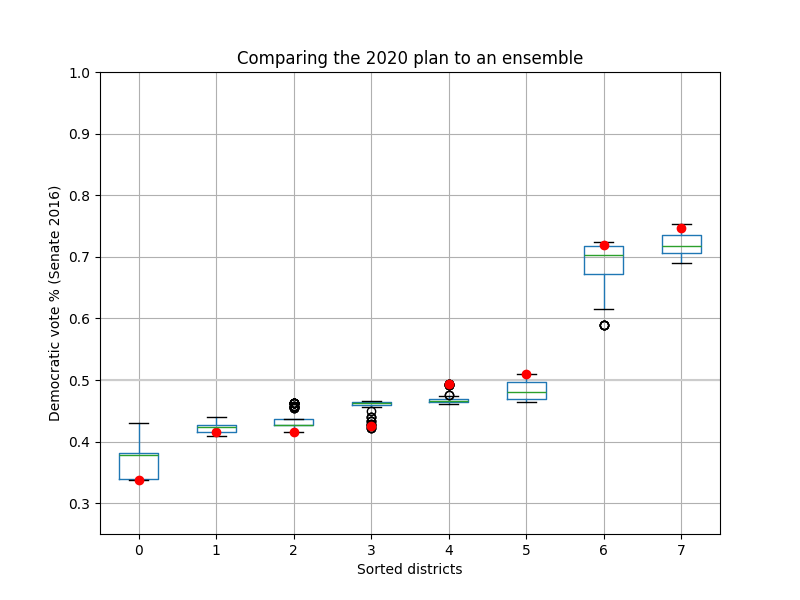 Comparing the 2020 plan to an ensemble
Democratic vote % (Senate 2016)
1.0
0.9
0.8
0.7
0.6
0.5
0.4
0.3
0 1 2 3 4 5 6 7
Sorted districts